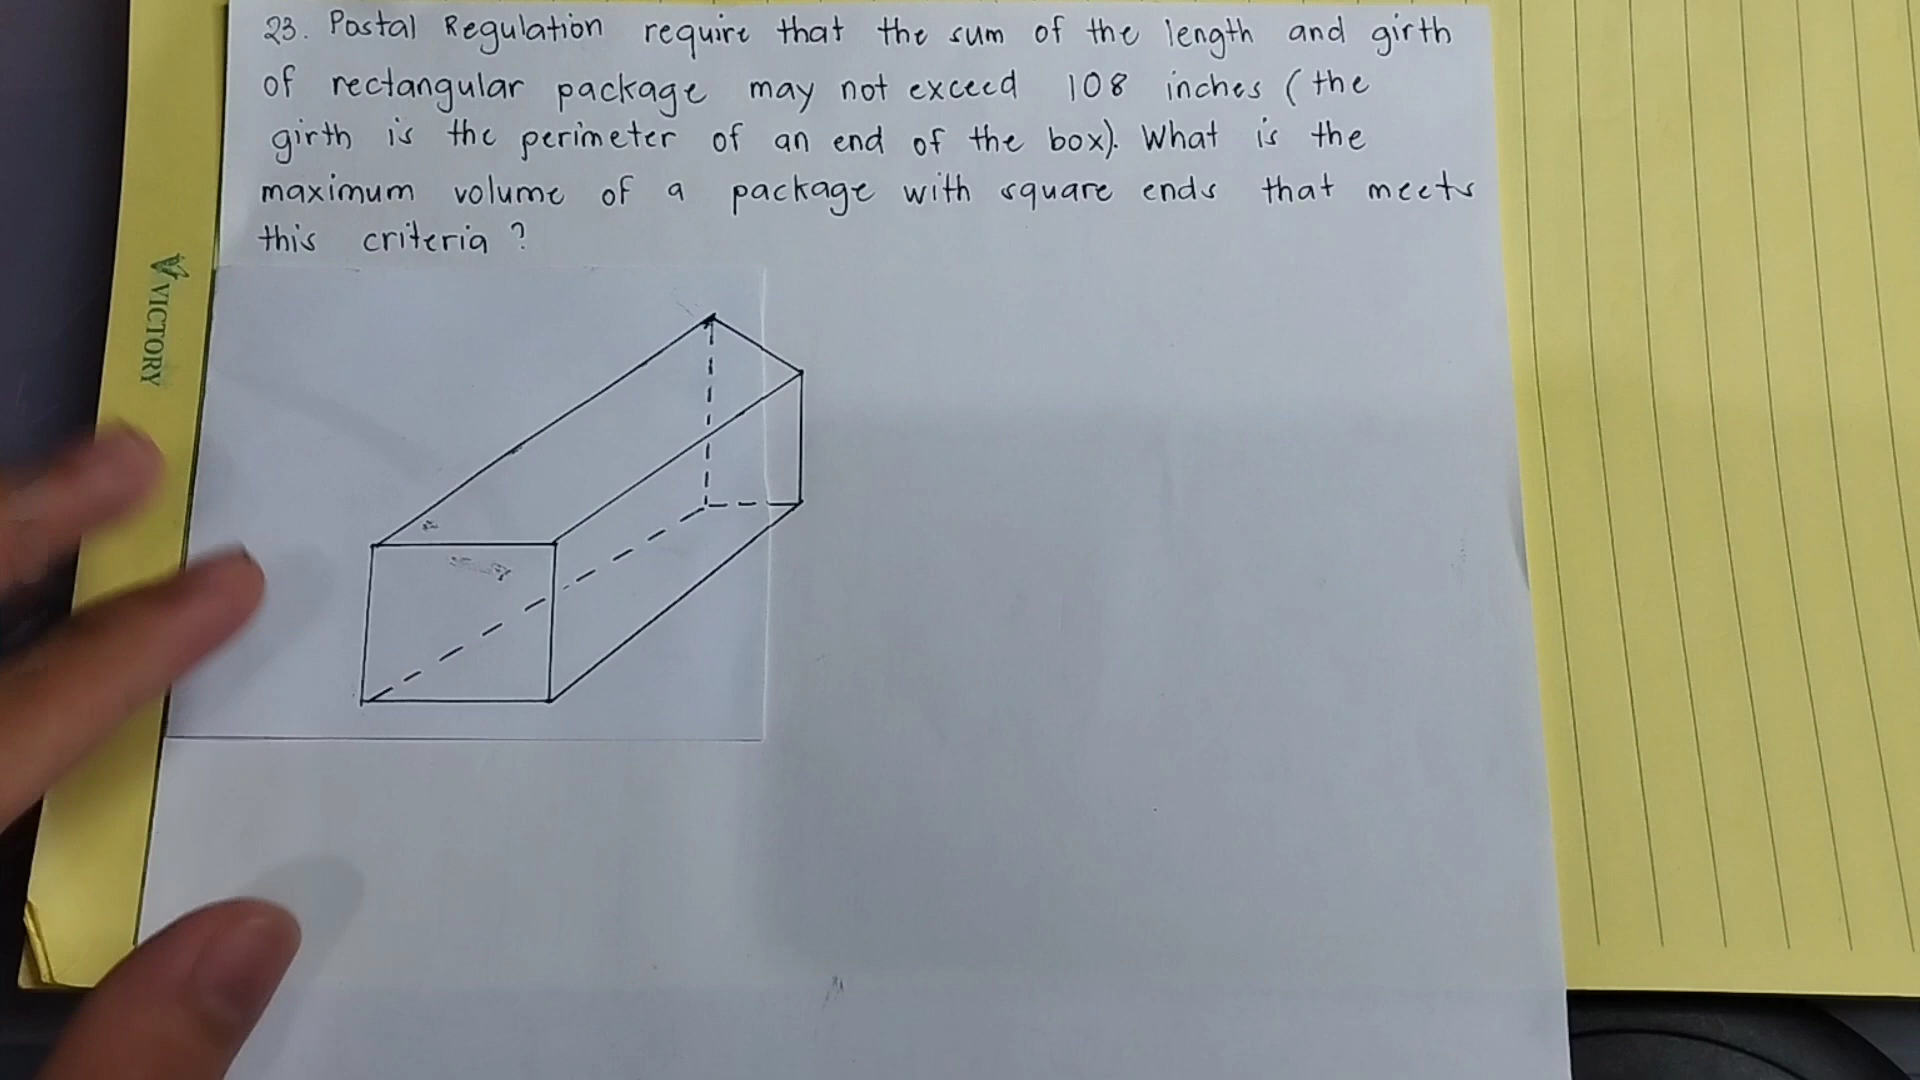 23. Postal Regulation require that the sum of the length and girth
of rectangular package may not exceed 108 inches (the
girth is the perimeter of an end of the box). What is the
maximum volume of a package with square ends that meets
this criteria ?
VICTORY